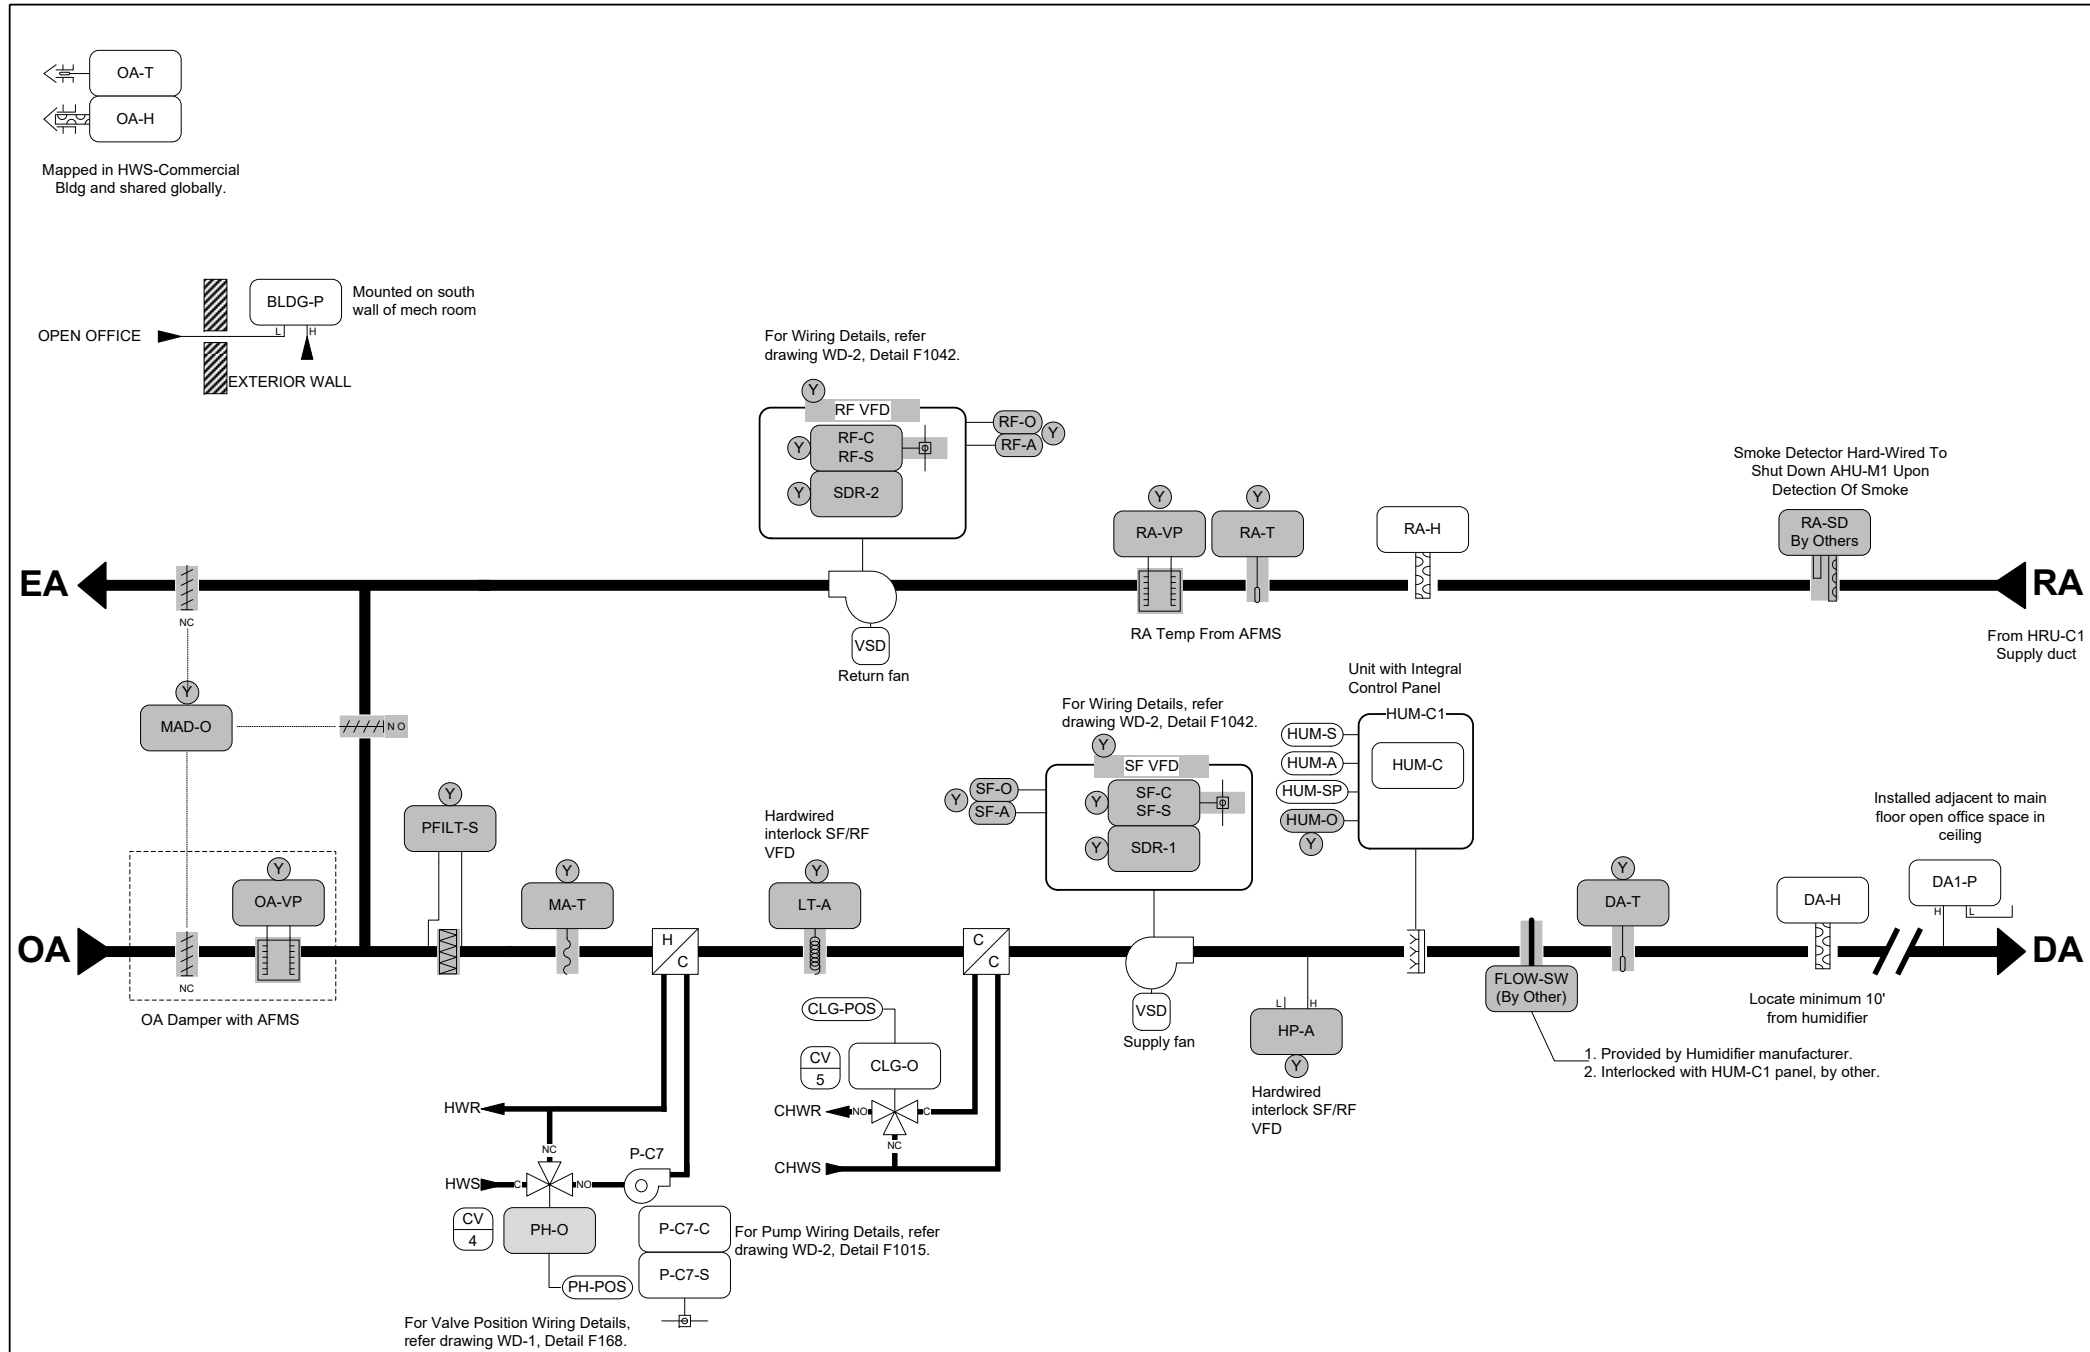 OA-T
OA-H
Mapped in HWS-Commercial
Bldg and shared globally.
BLDG-P
L
H
Mounted on south
wall of mech room
OPEN OFFICE
EXTERIOR WALL
For Wiring Details, refer
drawing WD-2, Detail F1042.
Y
RF VFD
Y
RF-C
RF-S
Y
SDR-2
RF-O
RF-A
Y
VSD
Return fan
Y
RA-VP
Y
RA-T
RA Temp From AFMS
RA-H
Smoke Detector Hard-Wired To
Shut Down AHU-M1 Upon
Detection Of Smoke
RA-SD
By Others
EA
NC
RA
From HRU-C1
Supply duct
Y
MAD-O
N O
Y
PFILT-S
Y
OA-VP
OA
NC
OA Damper with AFMS
Y
MA-T
H
C
Hardwired
interlock SF/RF
VFD
Y
LT-A
C
C
For Wiring Details, refer
drawing WD-2, Detail F1042.
Y
SF VFD
Y
SF-O
SF-A
Y
SF-C
SF-S
Y
SDR-1
VSD
Supply fan
Unit with Integral
Control Panel
HUM-C1
HUM-S
HUM-A
HUM-SP
HUM-O
Y
HUM-C
L
H
HP-A
Y
Hardwired
interlock SF/RF
VFD
FLOW-SW
(By Other)
1. Provided by Humidifier manufacturer.
2. Interlocked with HUM-C1 panel, by other.
Y
DA-T
DA-H
Locate minimum 10'
from humidifier
Installed adjacent to main
floor open office space in
ceiling
DA1-P
H
L
DA
CLG-POS
CV
5
CLG-O
CHWR
NO
C
NC
CHWS
HWR
NC
HWS
C
NO
P-C7
CV
4
PH-O
PH-POS
P-C7-C
P-C7-S
For Pump Wiring Details, refer
drawing WD-2, Detail F1015.
For Valve Position Wiring Details,
refer drawing WD-1, Detail F168.